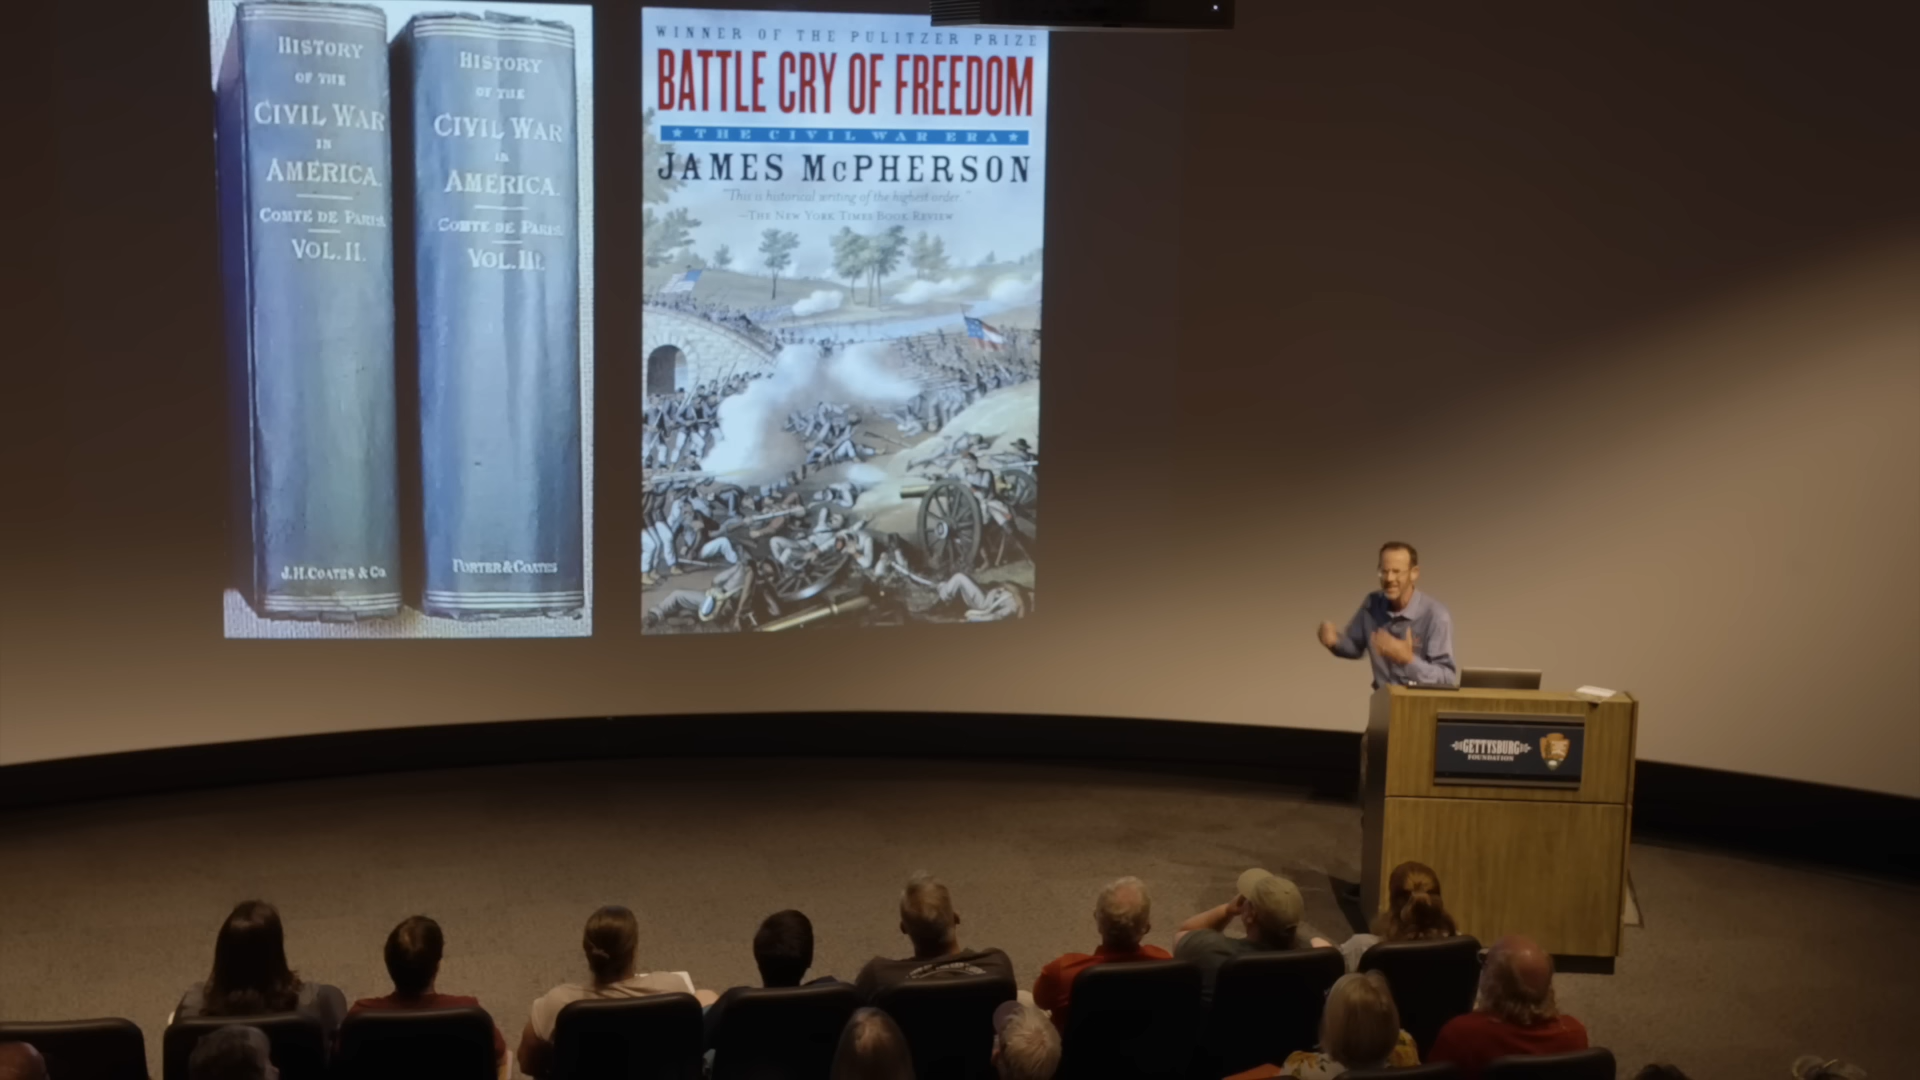 HISTORY
OF THE
CIVIL WAR
IN
AMERICA.
COMTE DE PARIS.
VOL. II.
J.H. COATES & CO.
HISTORY
OF THE
CIVIL WAR
IN
AMERICA.
COMTE DE PARIS.
VOL. III.
PORTER & COATES
WINNER OF THE PULITZER PRIZE
BATTLE CRY OF FREEDOM
★ THE CIVIL WAR ERA ★
JAMES McPHERSON
"This is historical writing of the highest order."
—THE NEW YORK TIMES BOOK REVIEW
GETTYSBURG
FOUNDATION